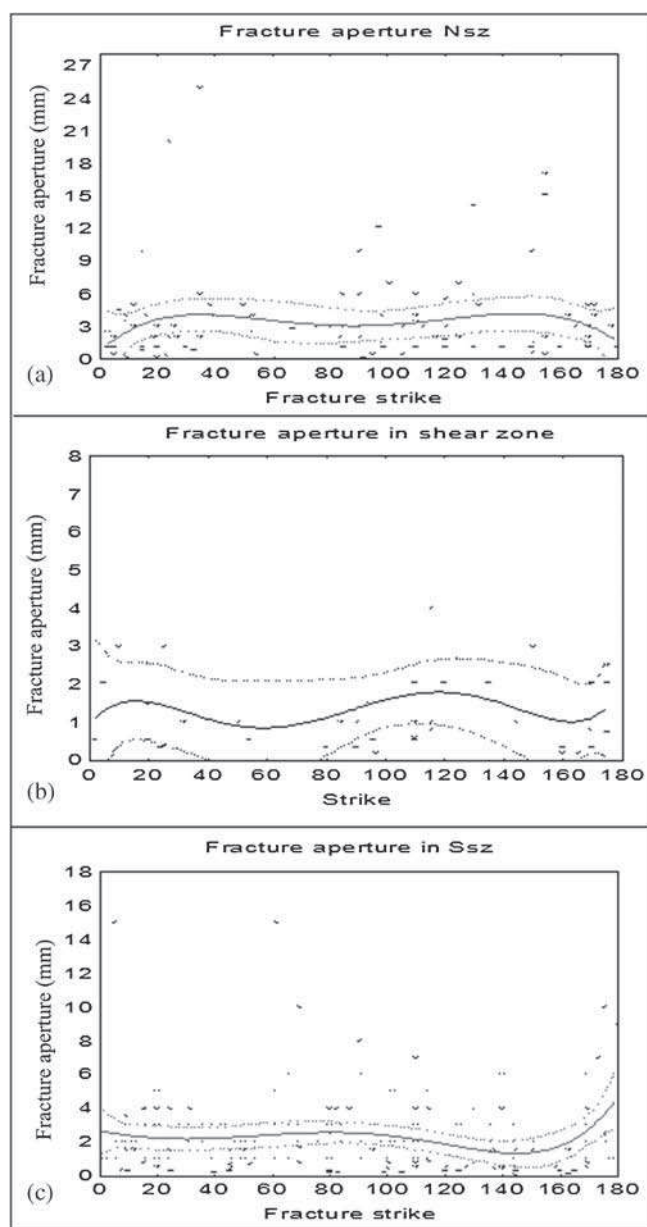 Fracture aperture Nsz
Fracture aperture (mm)
27
24
21
18
15
12
9
6
3
0
0 20 40 60 80 100 120 140 160 180
(a)
Fracture strike
Fracture aperture in shear zone
Fracture aperture (mm)
8
7
6
5
4
3
2
1
0
0 20 40 60 80 100 120 140 160 180
(b)
Strike
Fracture aperture in Ssz
Fracture aperture (mm)
18
16
14
12
10
8
6
4
2
0
0 20 40 60 80 100 120 140 160 180
(c)
Fracture strike